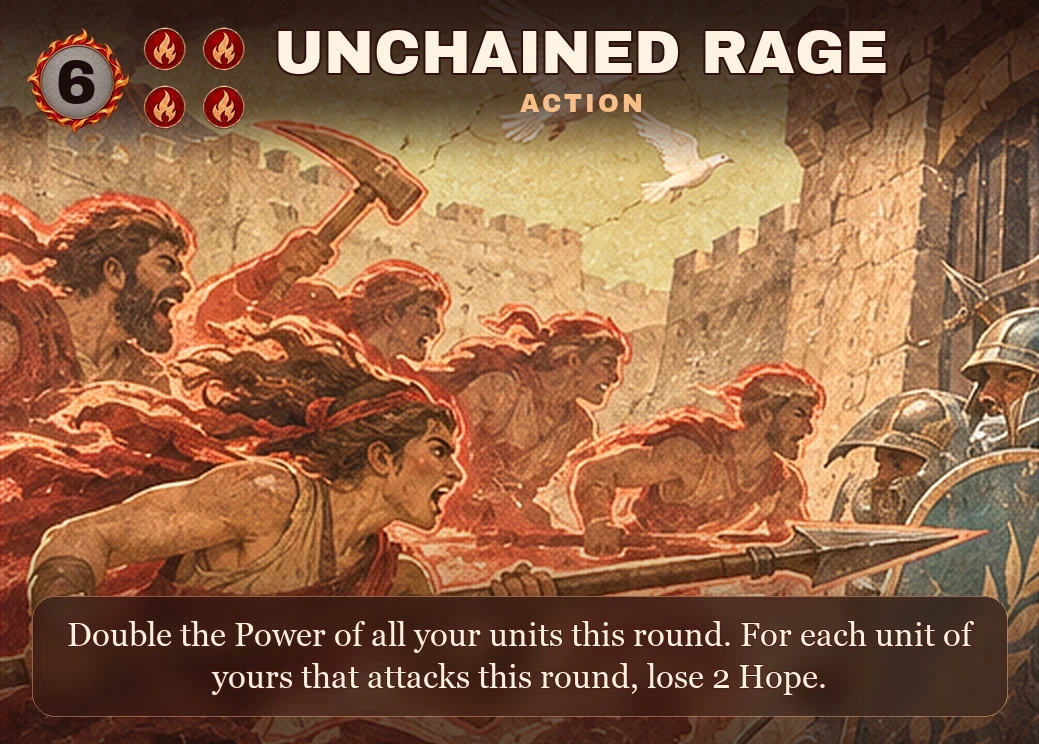 6
UNCHAINED RAGE
ACTION
Double the Power of all your units this round. For each unit of
yours that attacks this round, lose 2 Hope.